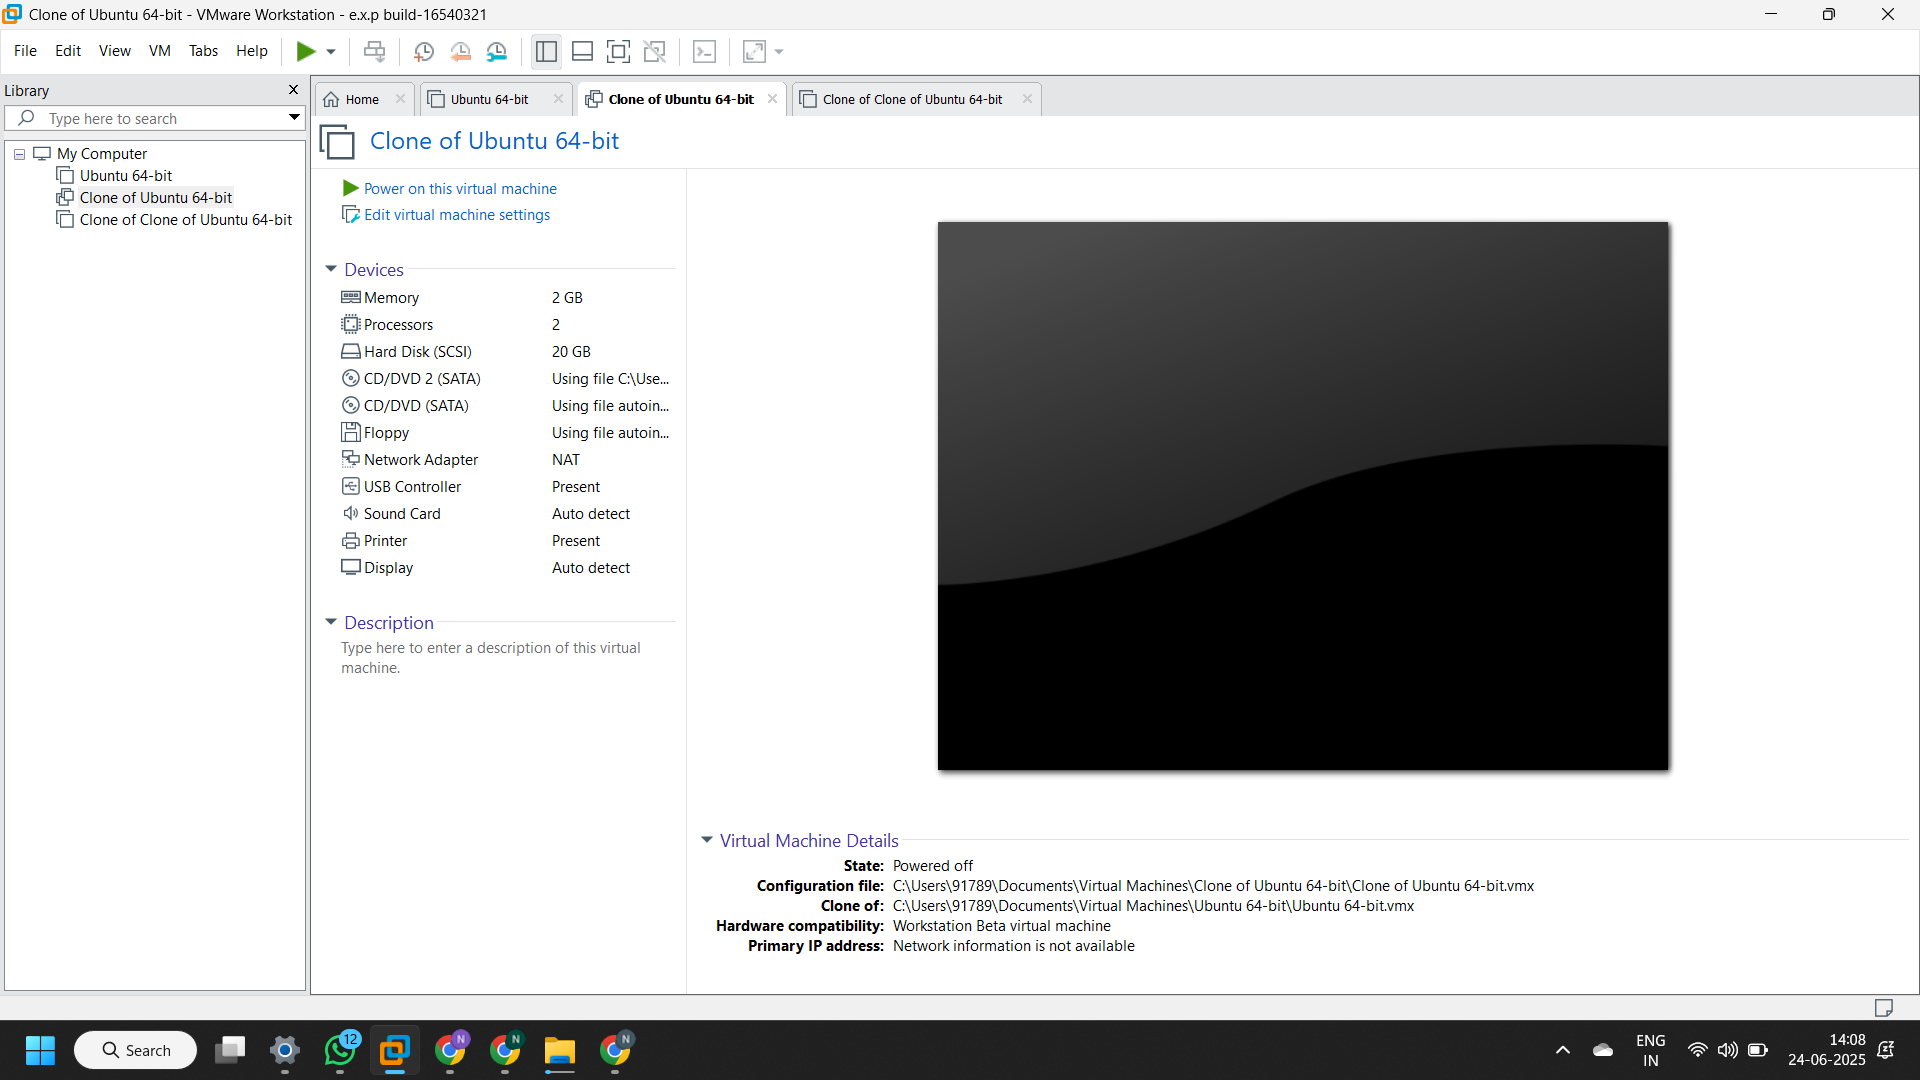 Clone of Ubuntu 64-bit - VMware Workstation - e.x.p build-16540321
File Edit View VM Tabs Help
Library
Type here to search
My Computer
Ubuntu 64-bit
Clone of Ubuntu 64-bit
Clone of Clone of Ubuntu 64-bit
Home
Ubuntu 64-bit
Clone of Ubuntu 64-bit
Clone of Clone of Ubuntu 64-bit
Clone of Ubuntu 64-bit
Power on this virtual machine
Edit virtual machine settings
Devices
Memory 2 GB
Processors 2
Hard Disk (SCSI) 20 GB
CD/DVD 2 (SATA) Using file C:\Use...
CD/DVD (SATA) Using file autoin...
Floppy Using file autoin...
Network Adapter NAT
USB Controller Present
Sound Card Auto detect
Printer Present
Display Auto detect
Description
Type here to enter a description of this virtual
machine.
Virtual Machine Details
State: Powered off
Configuration file: C:\Users\91789\Documents\Virtual Machines\Clone of Ubuntu 64-bit\Clone of Ubuntu 64-bit.vmx
Clone of: C:\Users\91789\Documents\Virtual Machines\Ubuntu 64-bit\Ubuntu 64-bit.vmx
Hardware compatibility: Workstation Beta virtual machine
Primary IP address: Network information is not available
Search
12
N
N
N
ENG
IN
14:08
24-06-2025